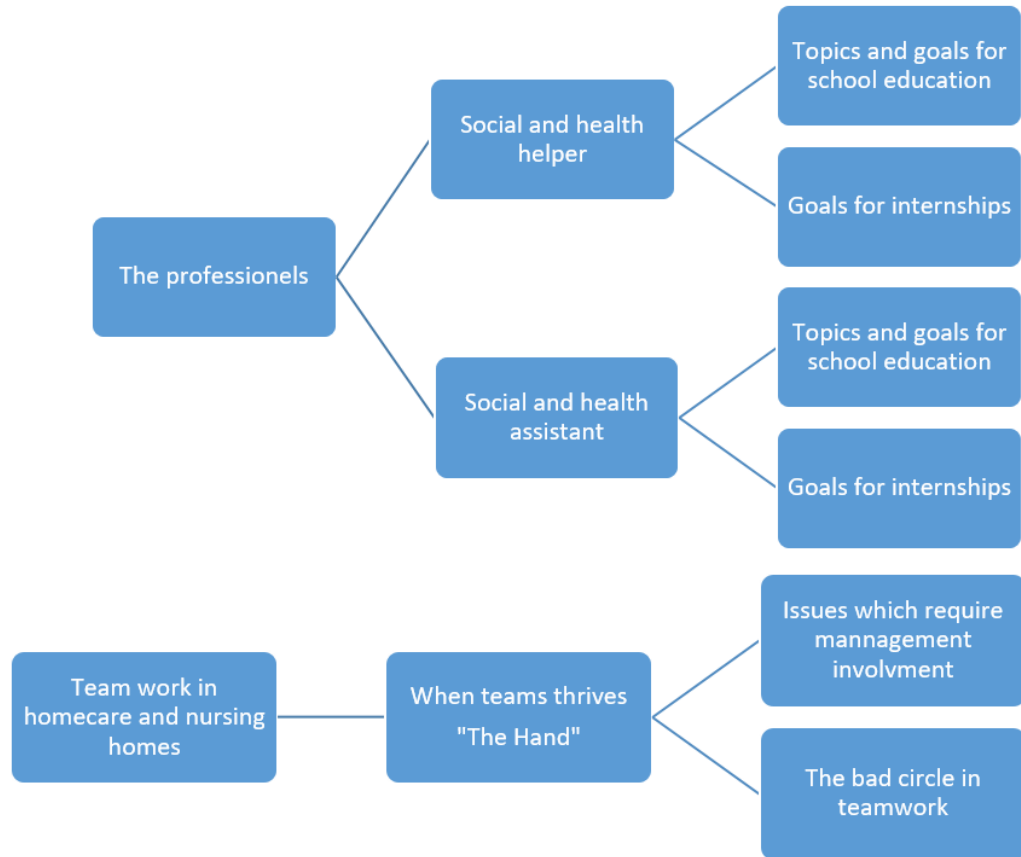 The professionels
Social and health
helper
Topics and goals for
school education
Goals for internships
Social and health
assistant
Topics and goals for
school education
Goals for internships
Team work in
homecare and nursing
homes
When teams thrives
"The Hand"
Issues which require
mannagement
involvment
The bad circle in
teamwork